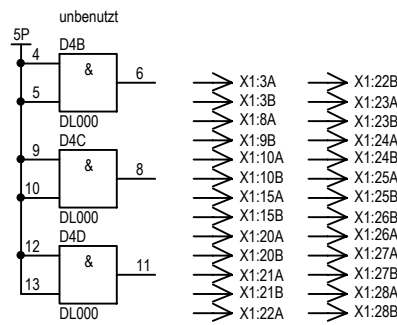 unbenutzt
5P
D4B
4
&
6
5
DL000
D4C
9
&
8
10
DL000
D4D
12
&
11
13
DL000
X1:3A
X1:3B
X1:8A
X1:9B
X1:10A
X1:10B
X1:15A
X1:15B
X1:20A
X1:20B
X1:21A
X1:21B
X1:22A
X1:22B
X1:23A
X1:23B
X1:24A
X1:24B
X1:25A
X1:25B
X1:26B
X1:26A
X1:27A
X1:27B
X1:28A
X1:28B